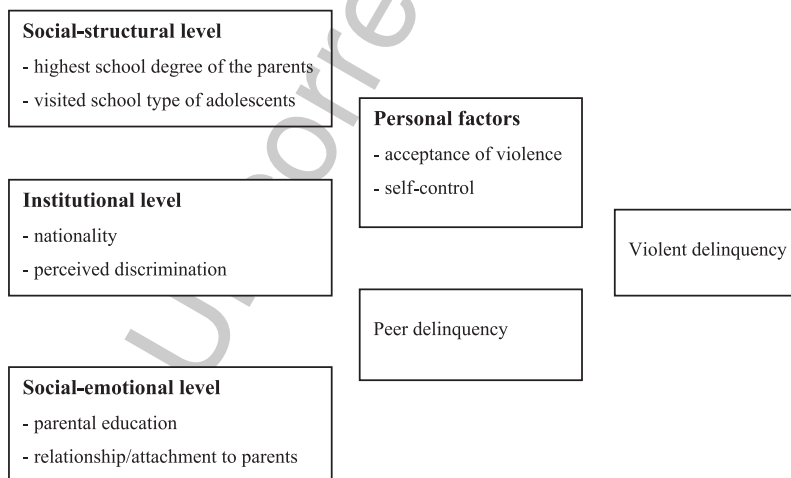 Social-structural level
- highest school degree of the parents
- visited school type of adolescents
Personal factors
- acceptance of violence
- self-control
Institutional level
- nationality
- perceived discrimination
Violent delinquency
Peer delinquency
Social-emotional level
- parental education
- relationship/attachment to parents